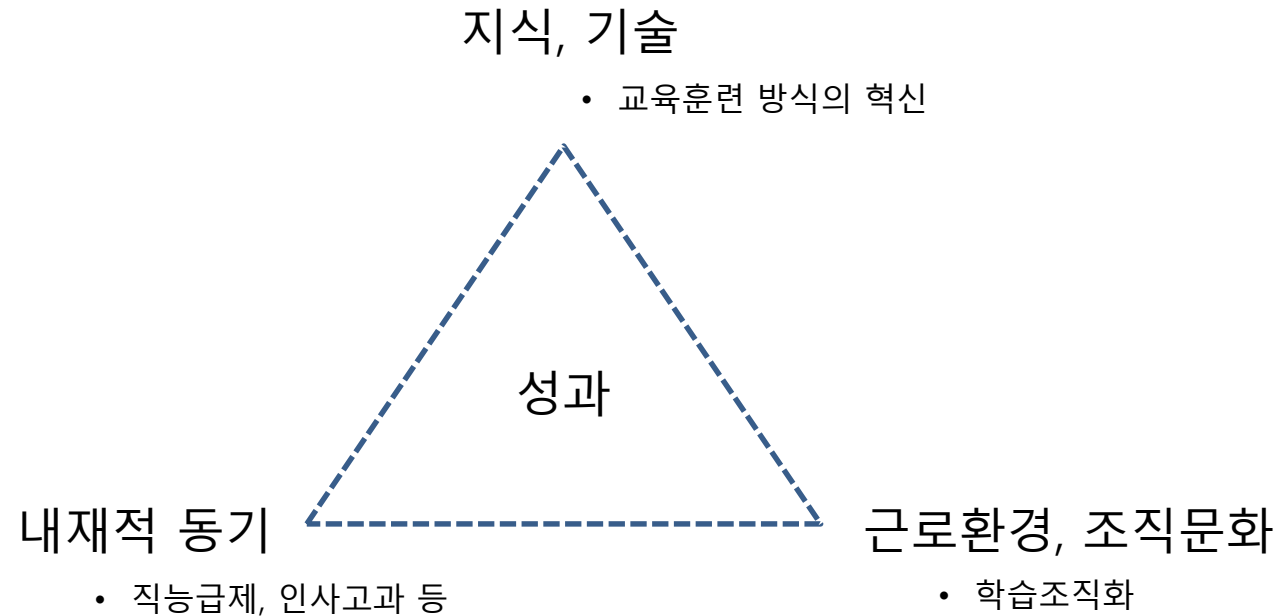 지식, 기술
• 교육훈련 방식의 혁신
성과
내재적 동기
• 직능급제, 인사고과 등
근로환경, 조직문화
• 학습조직화